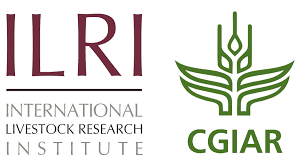 ILRI
INTERNATIONAL
LIVESTOCK RESEARCH
INSTITUTE
CGIAR